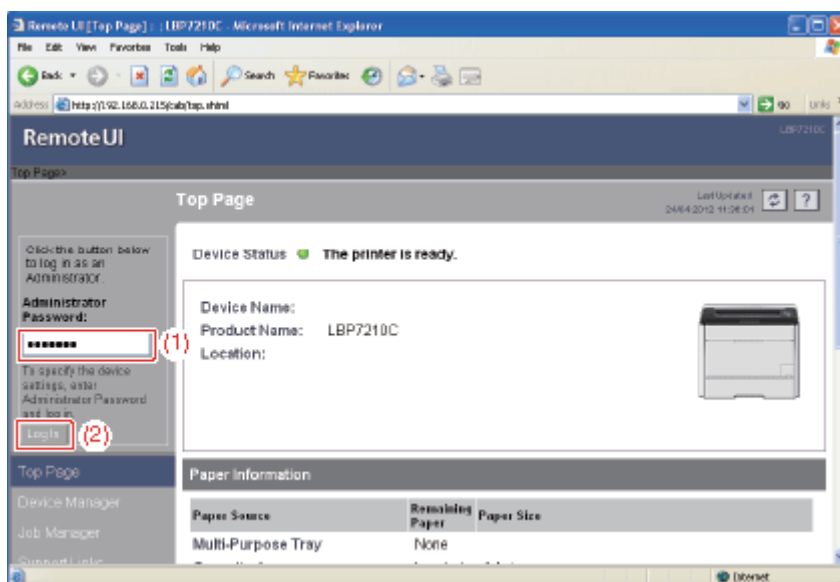 Remote UI [Top Page] : : LBP7210C - Microsoft Internet Explorer
File Edit View Favorites Tools Help
Back Search Favorites
Address http://192.168.0.215/cab/top.shtml Go Links
Remote UI
LBP7210C
Top Page>
Top Page
Last Updated
24/04/2012 11:
Click the button below
to log in as an
Administrator.
Administrator
Password:
•••••••
(1)
To specify the device
settings, enter
Administrator Password
and log in.
Log In
(2)
Top Page
Device Manager
Job Manager
Support Links
Device Status The printer is ready.
Device Name:
Product Name: LBP7210C
Location:
Paper Information
Paper Source Remaining Paper Paper Size
Multi-Purpose Tray None
Internet